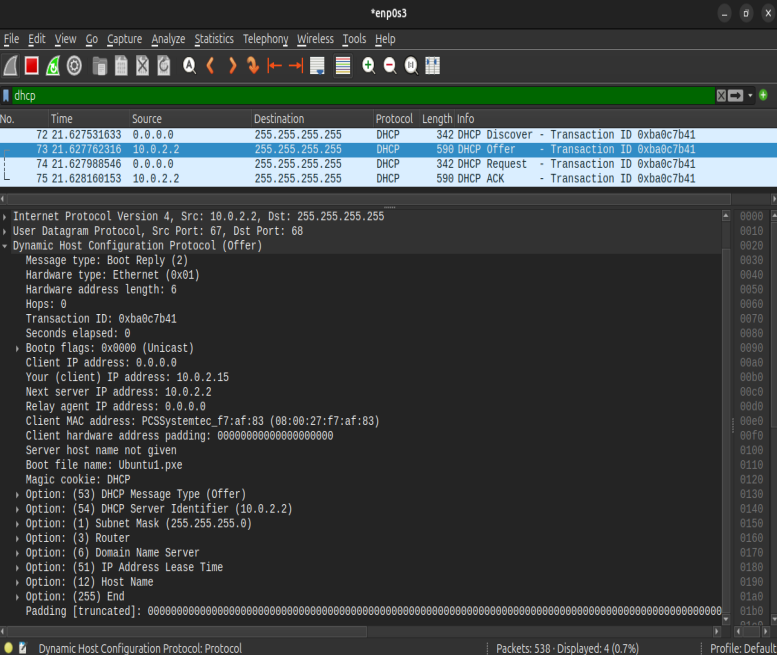 *enp0s3
File Edit View Go Capture Analyze Statistics Telephony Wireless Tools Help
dhcp
No. Time Source Destination Protocol Length Info
72 21.627531633 0.0.0.0 255.255.255.255 DHCP 342 DHCP Discover - Transaction ID 0xba0c7b41
73 21.627762316 10.0.2.2 255.255.255.255 DHCP 590 DHCP Offer - Transaction ID 0xba0c7b41
74 21.627988546 0.0.0.0 255.255.255.255 DHCP 342 DHCP Request - Transaction ID 0xba0c7b41
75 21.628160153 10.0.2.2 255.255.255.255 DHCP 590 DHCP ACK - Transaction ID 0xba0c7b41
Internet Protocol Version 4, Src: 10.0.2.2, Dst: 255.255.255.255 0000
User Datagram Protocol, Src Port: 67, Dst Port: 68 0010
Dynamic Host Configuration Protocol (Offer) 0020
Message type: Boot Reply (2) 0030
Hardware type: Ethernet (0x01) 0040
Hardware address length: 6 0050
Hops: 0 0060
Transaction ID: 0xba0c7b41 0070
Seconds elapsed: 0 0080
Bootp flags: 0x0000 (Unicast) 0090
Client IP address: 0.0.0.0 00a0
Your (client) IP address: 10.0.2.15 00b0
Next server IP address: 10.0.2.2 00c0
Relay agent IP address: 0.0.0.0 00d0
Client MAC address: PCSSystemtec_f7:af:83 (08:00:27:f7:af:83) 00e0
Client hardware address padding: 00000000000000000000 00f0
Server host name not given 0100
Boot file name: Ubuntu1.pxe 0110
Magic cookie: DHCP 0120
Option: (53) DHCP Message Type (Offer) 0130
Option: (54) DHCP Server Identifier (10.0.2.2) 0140
Option: (1) Subnet Mask (255.255.255.0) 0150
Option: (3) Router 0160
Option: (6) Domain Name Server 0170
Option: (51) IP Address Lease Time 0180
Option: (12) Host Name 0190
Option: (255) End 01a0
Padding [truncated]: 0000000000000000000000000000000000000000000000000000000000000000000000000000000000000000000000000000 01b0
Dynamic Host Configuration Protocol: Protocol Packets: 538 · Displayed: 4 (0.7%) Profile: Default